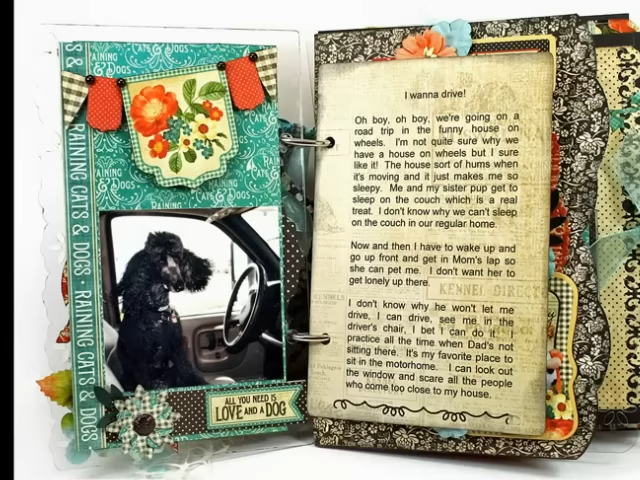 RAINING CATS & DOGS • RAINING CATS & DOGS
ALL YOU NEED IS
LOVE AND A DOG
I wanna drive!
Oh boy, oh boy, we're going on a
road trip in the funny house on
wheels. I'm not quite sure why we
have a house on wheels but I sure
like it! The house sort of hums when
it's moving and it just makes me so
sleepy. Me and my sister pup get to
sleep on the couch which is a real
treat. I don't know why we can't sleep
on the couch in our regular home.
Now and then I have to wake up and
go up front and get in Mom's lap so
she can pet me. I don't want her to
get lonely up there.
KENNEL DIRECTO
I don't know why he won't let me
drive, I can drive, see me in the
driver's chair, I bet I can do it. I
practice all the time when Dad's not
sitting there. It's my favorite place to
sit in the motorhome. I can look out
the window and scare all the people
who come too close to my house.